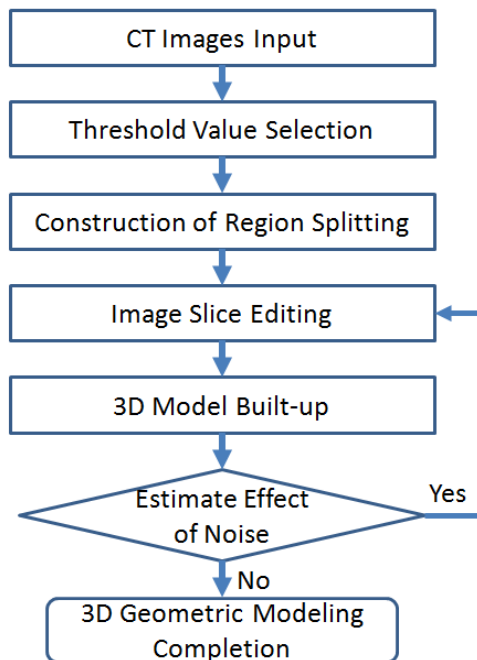 CT Images Input
Threshold Value Selection
Construction of Region Splitting
Image Slice Editing
3D Model Built-up
Estimate Effect
of Noise
Yes
No
3D Geometric Modeling
Completion